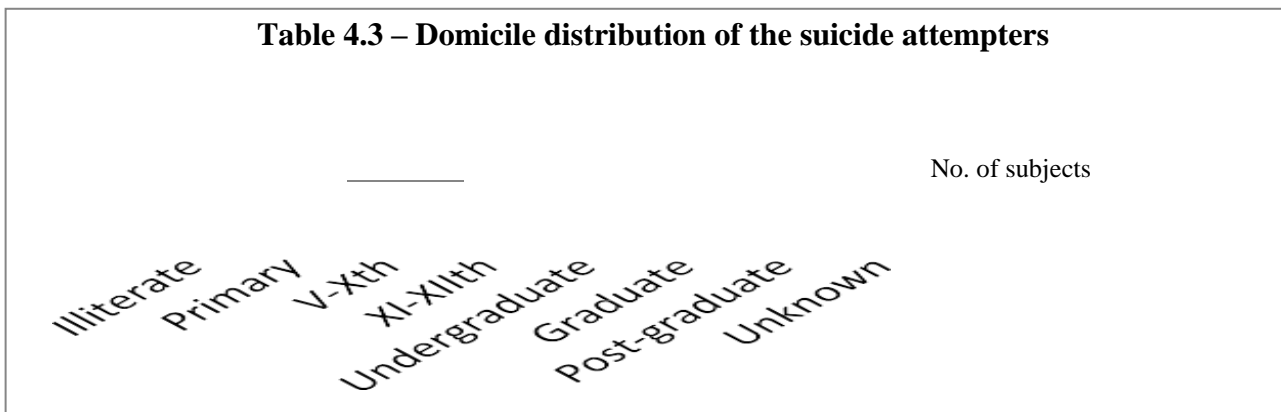 Table 4.3 – Domicile distribution of the suicide attempters
No. of subjects
Illiterate
Primary
V-Xth
XI-XIIth
Undergraduate
Graduate
Post-graduate
Unknown